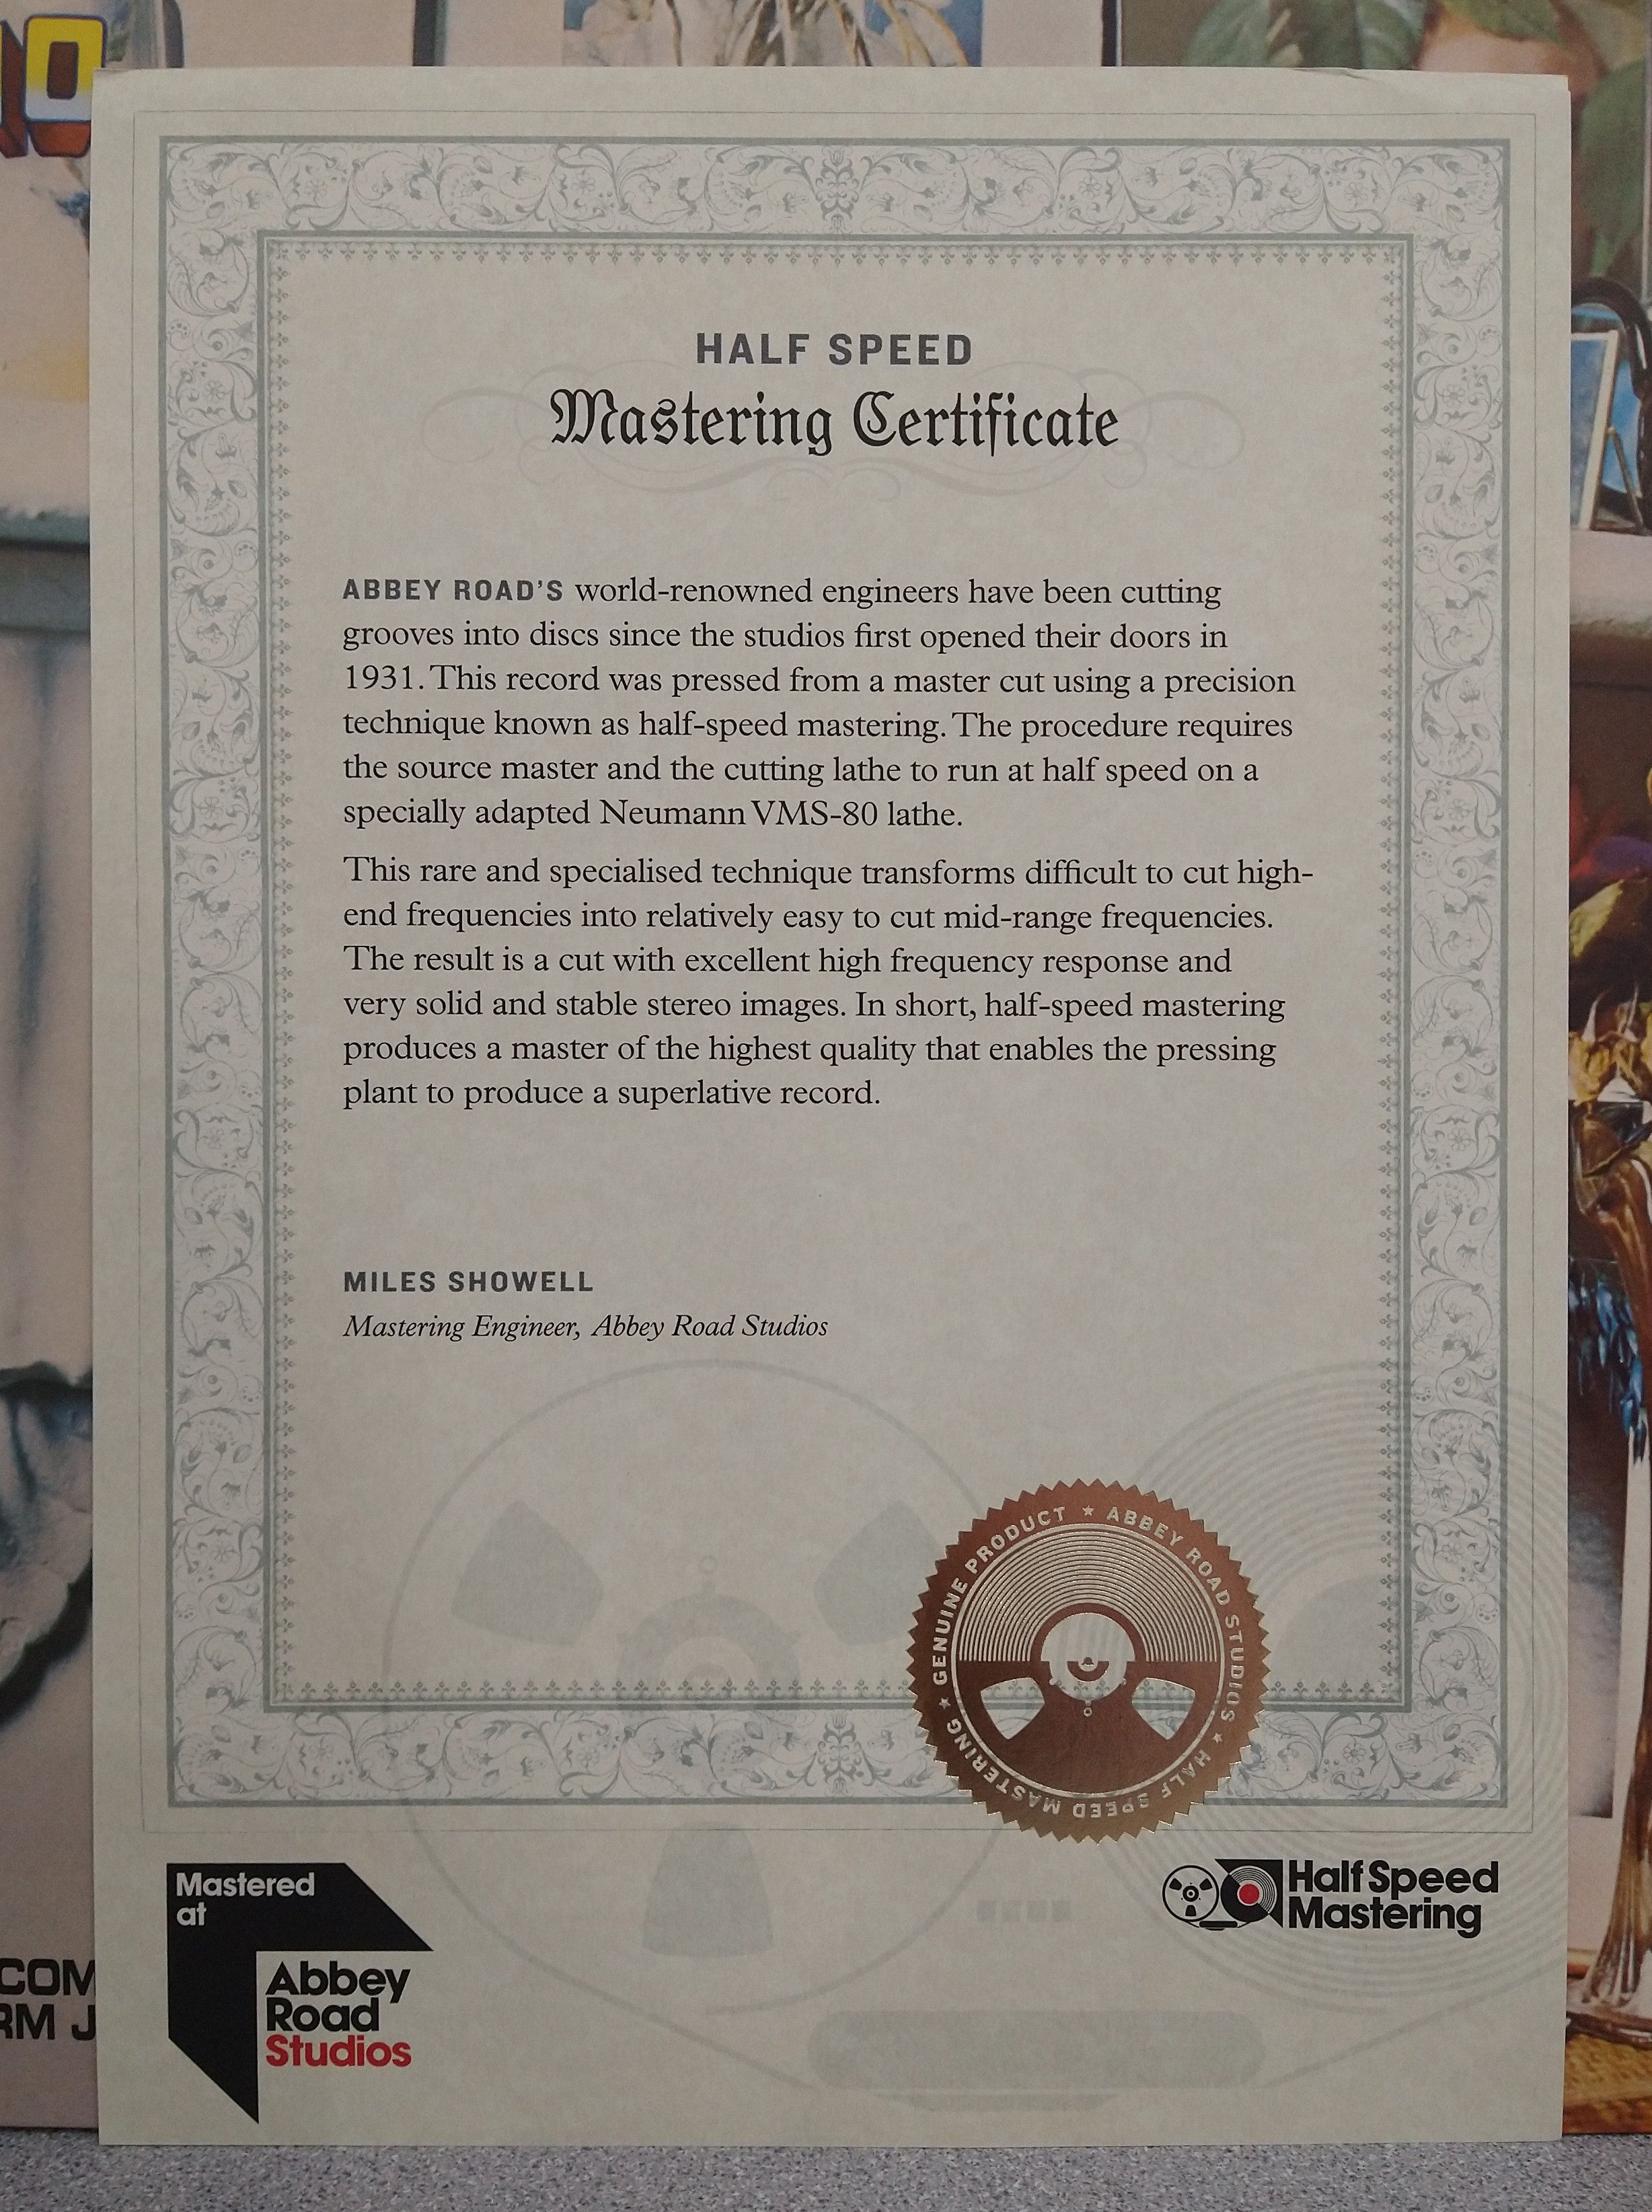 HALF SPEED
Mastering Certificate
ABBEY ROAD'S world-renowned engineers have been cutting
grooves into discs since the studios first opened their doors in
1931. This record was pressed from a master cut using a precision
technique known as half-speed mastering. The procedure requires
the source master and the cutting lathe to run at half speed on a
specially adapted Neumann VMS-80 lathe.
This rare and specialised technique transforms difficult to cut high-
end frequencies into relatively easy to cut mid-range frequencies.
The result is a cut with excellent high frequency response and
very solid and stable stereo images. In short, half-speed mastering
produces a master of the highest quality that enables the pressing
plant to produce a superlative record.
MILES SHOWELL
Mastering Engineer, Abbey Road Studios
GENUINE PRODUCT ★ ABBEY ROAD STUDIOS ★ HALF SPEED MASTERING ★
Mastered
at
Abbey
Road
Studios
Half Speed
Mastering
COM
RM J